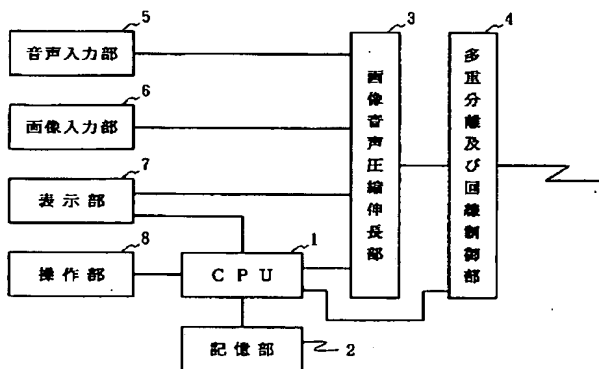 5
音声入力部
6
画像入力部
7
表示部
8
操作部
1
CPU
記憶部
2
3
画像音声圧縮伸長部
4
多重分離及び回線制御部